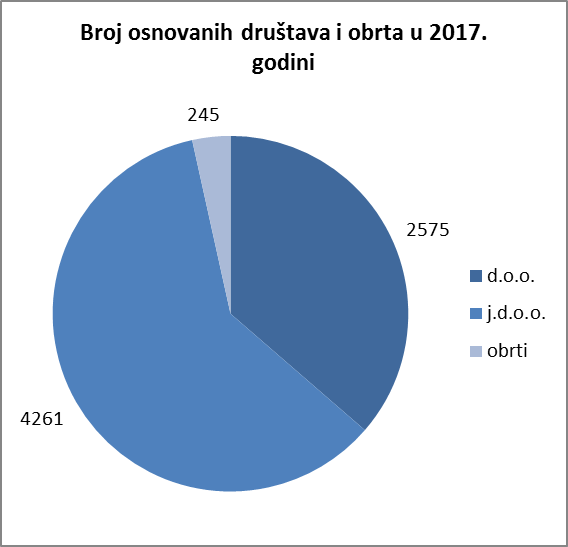 Broj osnovanih društava i obrta u 2017.
godini
245
2575
4261
d.o.o.
j.d.o.o.
obrti